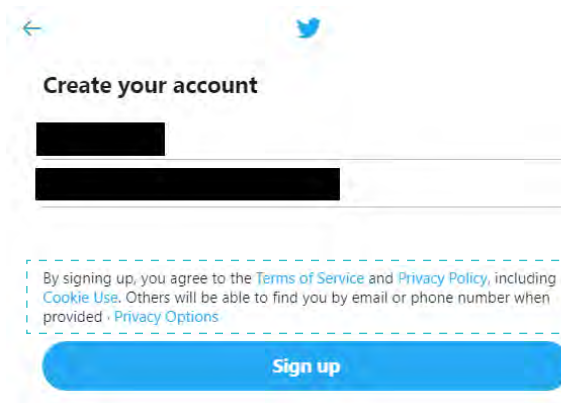 Create your account
By signing up, you agree to the Terms of Service and Privacy Policy, including
Cookie Use. Others will be able to find you by email or phone number when
provided · Privacy Options
Sign up